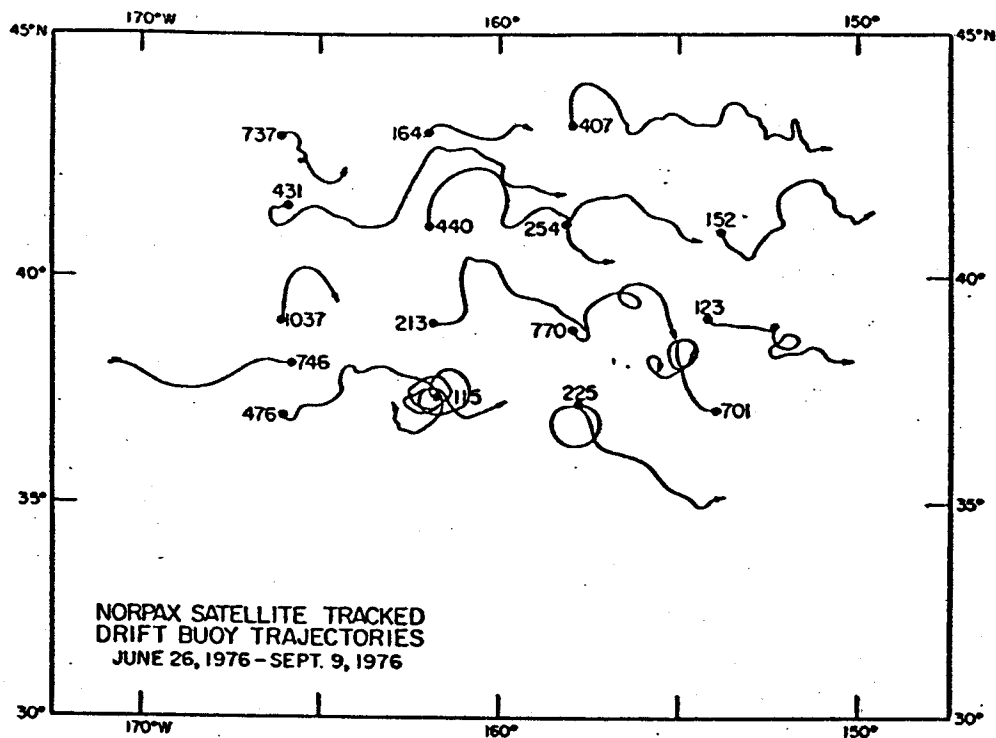 170°W 160° 150°
45°N 45°N
407
737 164
431
440 254 152
40° 40°
1037 213 770 123
746
476 115 225 701
35° 35°
NORPAX SATELLITE TRACKED
DRIFT BUOY TRAJECTORIES
JUNE 26, 1976 – SEPT. 9, 1976
30° 30°
170°W 160° 150°